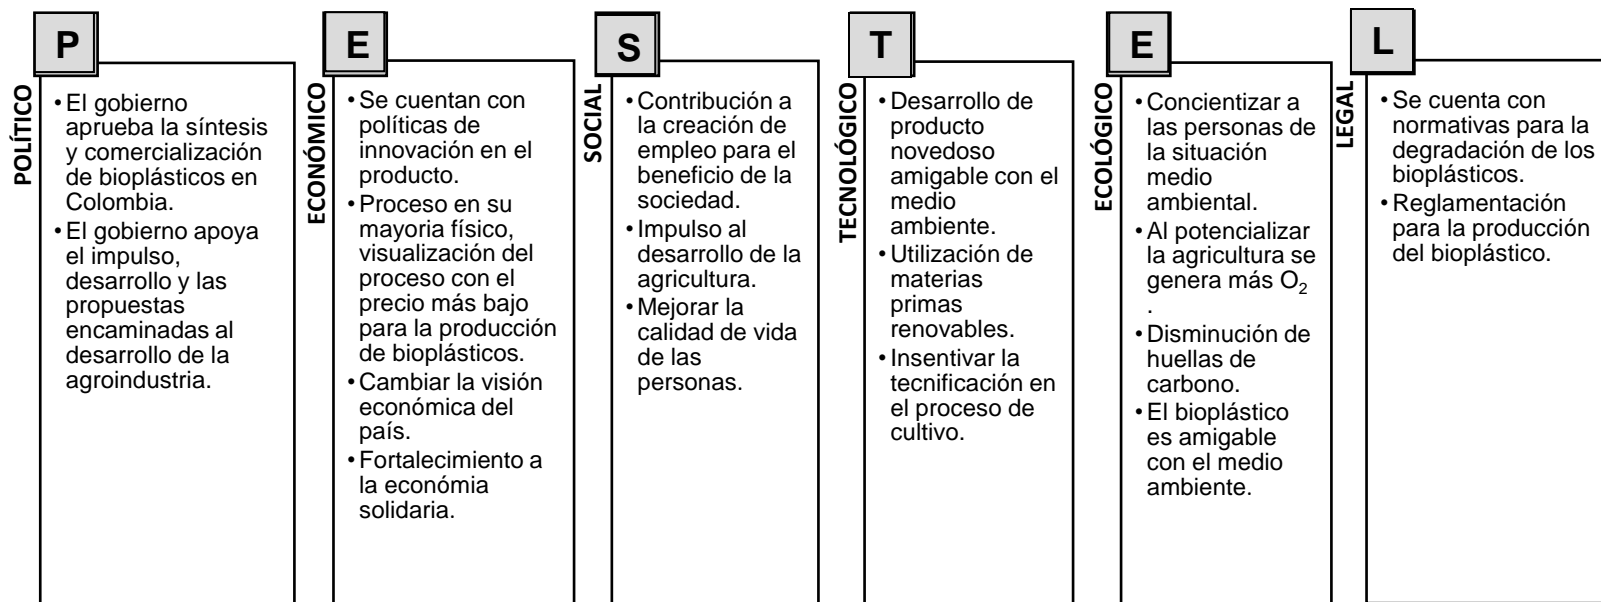 P
POLÍTICO
•El gobierno
aprueba la síntesis
y comercialización
de bioplásticos en
Colombia.
•El gobierno apoya
el impulso,
desarrollo y las
propuestas
encaminadas al
desarrollo de la
agroindustria.
E
ECONÓMICO
•Se cuentan con
políticas de
innovación en el
producto.
•Proceso en su
mayoria físico,
visualización del
proceso con el
precio más bajo
para la producción
de bioplásticos.
•Cambiar la visión
económica del
país.
•Fortalecimiento a
la económia
solidaria.
S
SOCIAL
•Contribución a
la creación de
empleo para el
beneficio de la
sociedad.
•Impulso al
desarrollo de la
agricultura.
•Mejorar la
calidad de vida
de las
personas.
T
TECNOLÓGICO
•Desarrollo de
producto
novedoso
amigable con el
medio
ambiente.
•Utilización de
materias
primas
renovables.
•Insentivar la
tecnificación en
el proceso de
cultivo.
E
ECOLÓGICO
•Concientizar a
las personas de
la situación
medio
ambiental.
•Al potencializar
la agricultura se
genera más O₂
.
•Disminución de
huellas de
carbono.
•El bioplástico
es amigable
con el medio
ambiente.
L
LEGAL
•Se cuenta con
normativas para la
degradación de los
bioplásticos.
•Reglamentación
para la producción
del bioplástico.